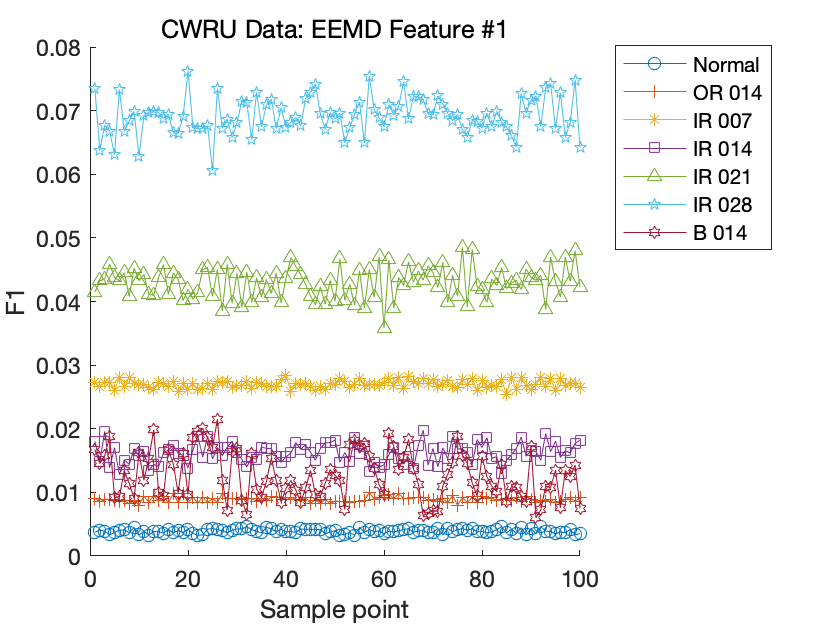 CWRU Data: EEMD Feature #1
0.08
0.07
0.06
0.05
0.04
0.03
0.02
0.01
0
F1
0 20 40 60 80 100
Sample point
Normal
OR 014
IR 007
IR 014
IR 021
IR 028
B 014